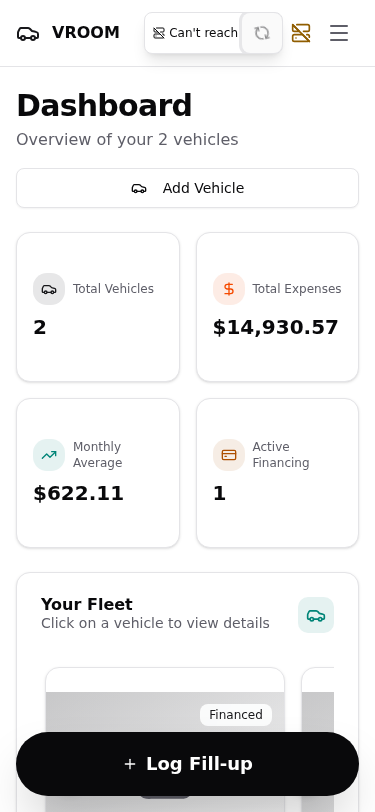 VROOM
Can't reach
Dashboard
Overview of your 2 vehicles
Add Vehicle
Total Vehicles
2
Total Expenses
$14,930.57
Monthly
Average
$622.11
Active
Financing
1
Your Fleet
Click on a vehicle to view details
Financed
+ Log Fill-up